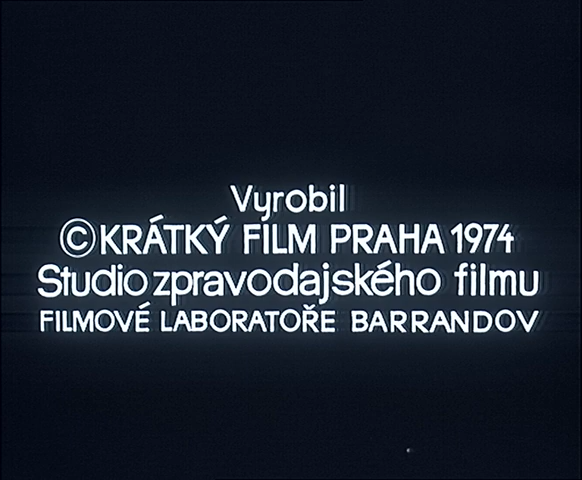 Vyrobil
© KRÁTKÝ FILM PRAHA 1974
Studio zpravodajského filmu
FILMOVÉ LABORATOŘE BARRANDOV